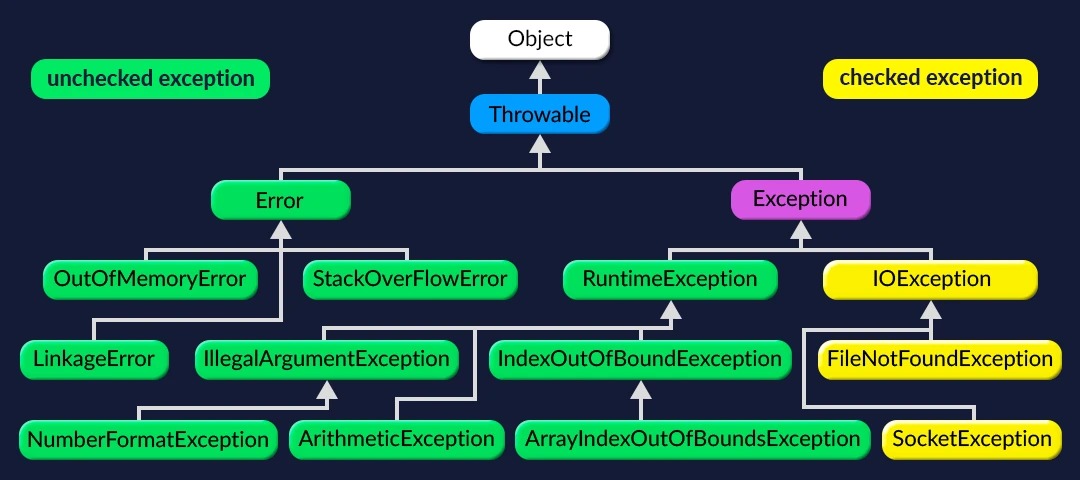 Object
unchecked exception
checked exception
Throwable
Error
Exception
OutOfMemoryError
StackOverFlowError
RuntimeException
IOException
LinkageError
IllegalArgumentException
IndexOutOfBoundEexception
FileNotFoundException
NumberFormatException
ArithmeticException
ArrayIndexOutOfBoundsException
SocketException